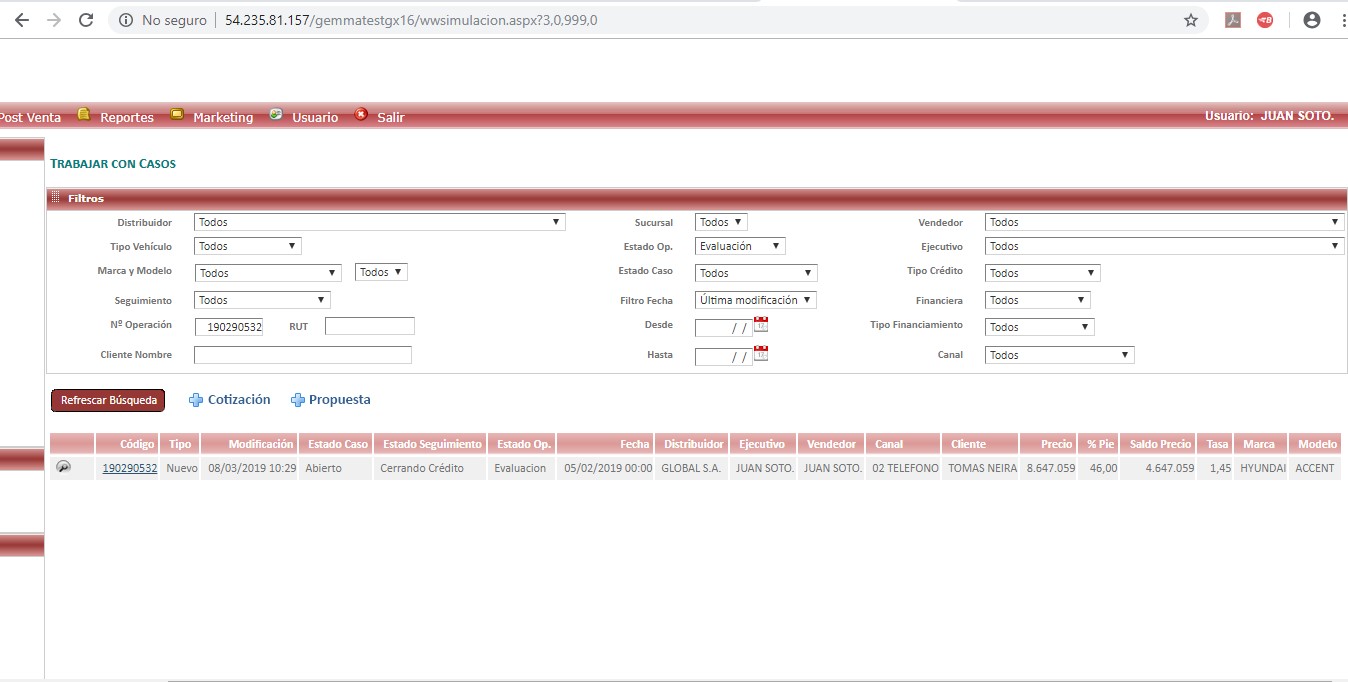 No seguro | 54.235.81.157/gemmatestgx16/wwsimulacion.aspx?3,0,999,0
Post Venta Reportes Marketing Usuario Salir Usuario: JUAN SOTO.
TRABAJAR CON CASOS
Filtros
Distribuidor Todos Sucursal Todos Vendedor Todos
Tipo Vehículo Todos Estado Op. Evaluación Ejecutivo Todos
Marca y Modelo Todos Todos Estado Caso Todos Tipo Crédito Todos
Seguimiento Todos Filtro Fecha Última modificación Financiera Todos
Nº Operación 190290532 RUT Desde / / Tipo Financiamiento Todos
Cliente Nombre Hasta / / Canal Todos
Refrescar Búsqueda Cotización Propuesta
Código Tipo Modificación Estado Caso Estado Seguimiento Estado Op. Fecha Distribuidor Ejecutivo Vendedor Canal Cliente Precio % Pie Saldo Precio Tasa Marca Modelo
190290532 Nuevo 08/03/2019 10:29 Abierto Cerrando Crédito Evaluacion 05/02/2019 00:00 GLOBAL S.A. JUAN SOTO. JUAN SOTO. 02 TELEFONO TOMAS NEIRA 8.647.059 46,00 4.647.059 1,45 HYUNDAI ACCENT